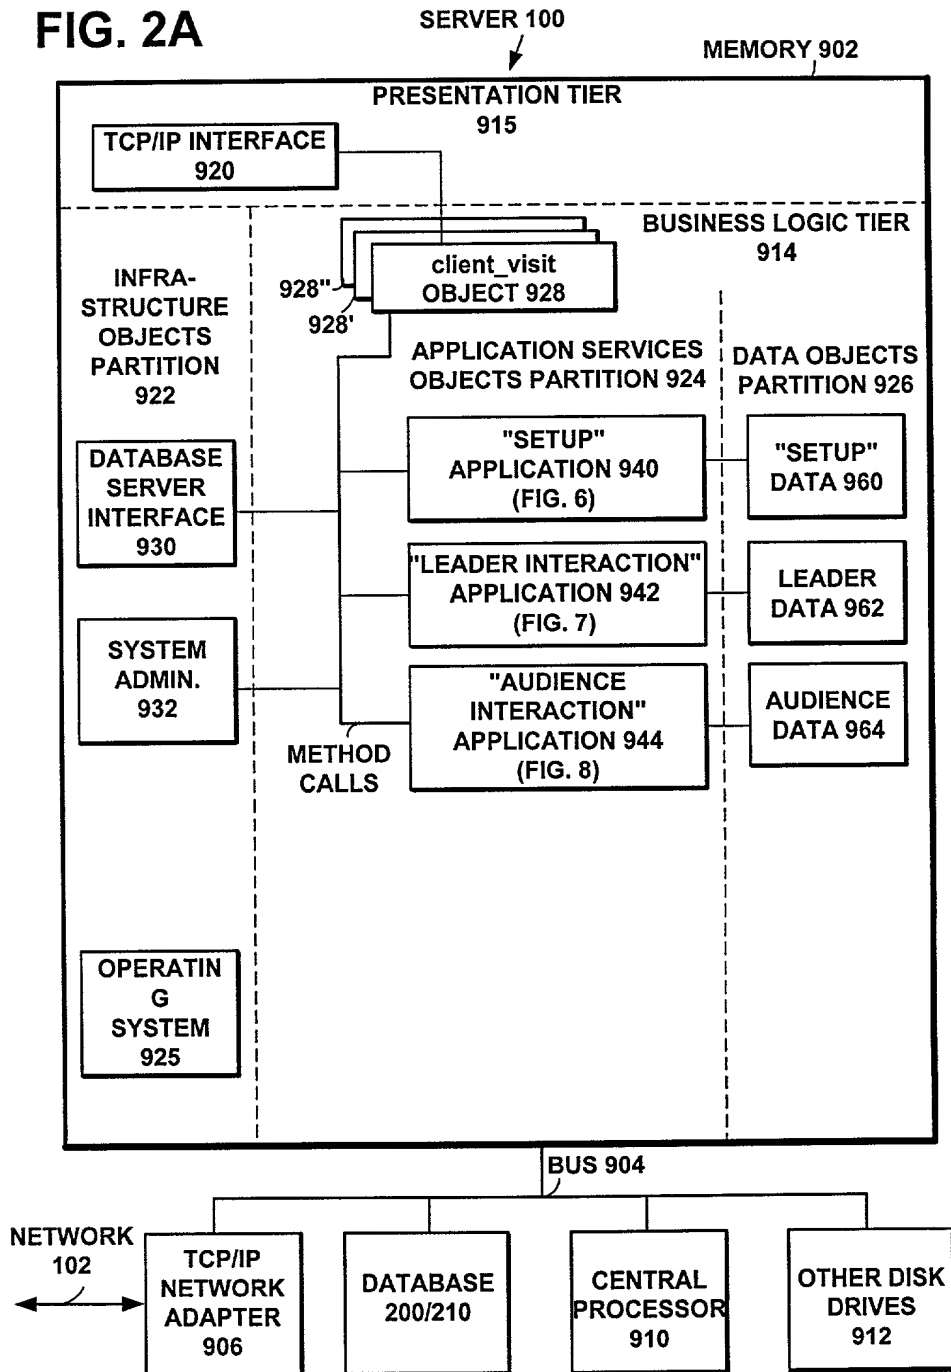 FIG. 2A
SERVER 100
MEMORY 902
PRESENTATION TIER
915
TCP/IP INTERFACE
920
BUSINESS LOGIC TIER
914
client_visit
OBJECT 928
928"
928'
INFRA-
STRUCTURE
OBJECTS
PARTITION
922
APPLICATION SERVICES
OBJECTS PARTITION 924
DATA OBJECTS
PARTITION 926
DATABASE
SERVER
INTERFACE
930
"SETUP"
APPLICATION 940
(FIG. 6)
"SETUP"
DATA 960
"LEADER INTERACTION"
APPLICATION 942
(FIG. 7)
LEADER
DATA 962
SYSTEM
ADMIN.
932
"AUDIENCE
INTERACTION"
APPLICATION 944
(FIG. 8)
AUDIENCE
DATA 964
METHOD
CALLS
OPERATIN
G
SYSTEM
925
BUS 904
NETWORK
102
TCP/IP
NETWORK
ADAPTER
906
DATABASE
200/210
CENTRAL
PROCESSOR
910
OTHER DISK
DRIVES
912